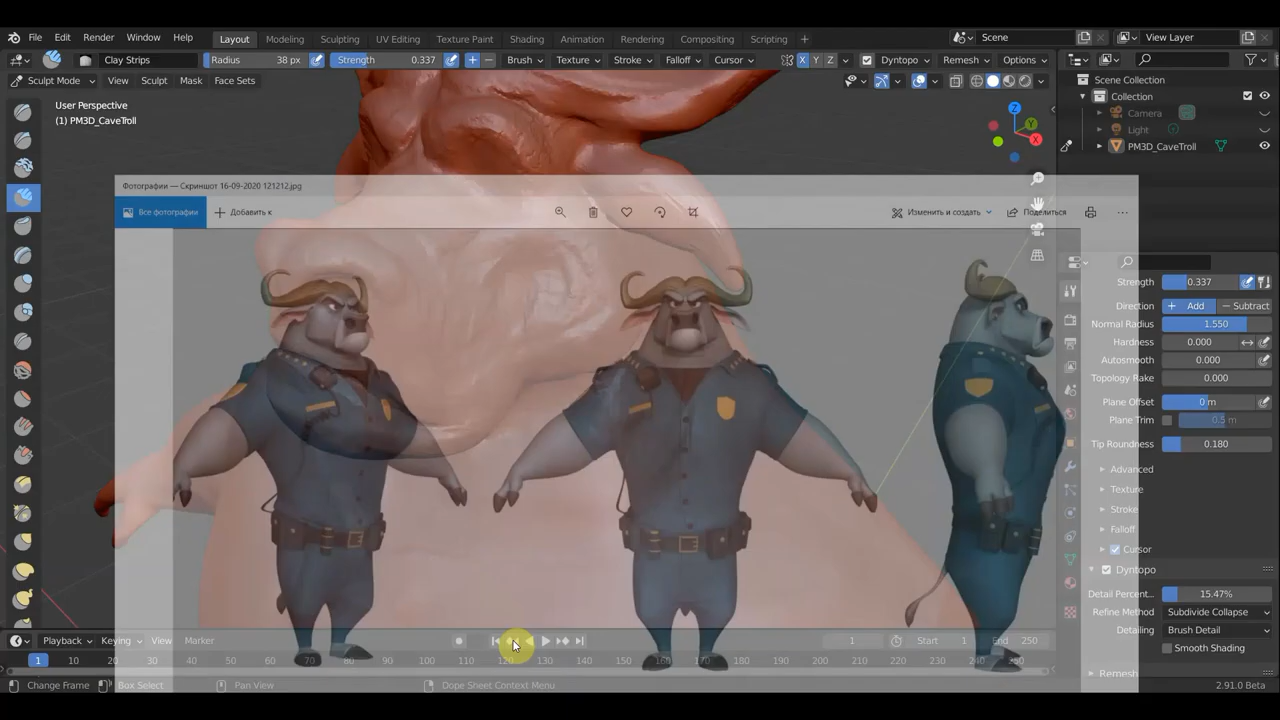 File Edit Render Window Help Layout Modeling Sculpting UV Editing Texture Paint Shading Animation Rendering Compositing Scripting + Scene View Layer
Clay Strips Radius 38 px Strength 0.337 Brush Texture Stroke Falloff Cursor X Y Z Dyntopo Remesh Options
Sculpt Mode View Sculpt Mask Face Sets
Scene Collection
Collection
Camera
Light
PM3D_CaveTroll
User Perspective
(1) PM3D_CaveTroll
Z
Y
X
Фотографии — Скриншот 16-09-2020 121212.jpg
Все фотографии + Добавить к Изменить и создать Поделиться
Strength 0.337
Direction + Add — Subtract
Normal Radius 1.550
Hardness 0.000
Autosmooth 0.000
Topology Rake 0.000
Plane Offset 0 m
Plane Trim 0.5 m
Tip Roundness 0.180
Advanced
Texture
Stroke
Falloff
Cursor
Dyntopo
Detail Percent... 15.47%
Refine Method Subdivide Collapse
Detailing Brush Detail
Smooth Shading
Remesh
Playback Keying View Marker 1 Start 1 End 250
1 10 20 30 40 50 60 70 80 90 100 110 120 130 140 150 160 170 180 190 200 210 220 230 240 250
Change Frame Box Select Pan View Dope Sheet Context Menu 2.91.0 Beta